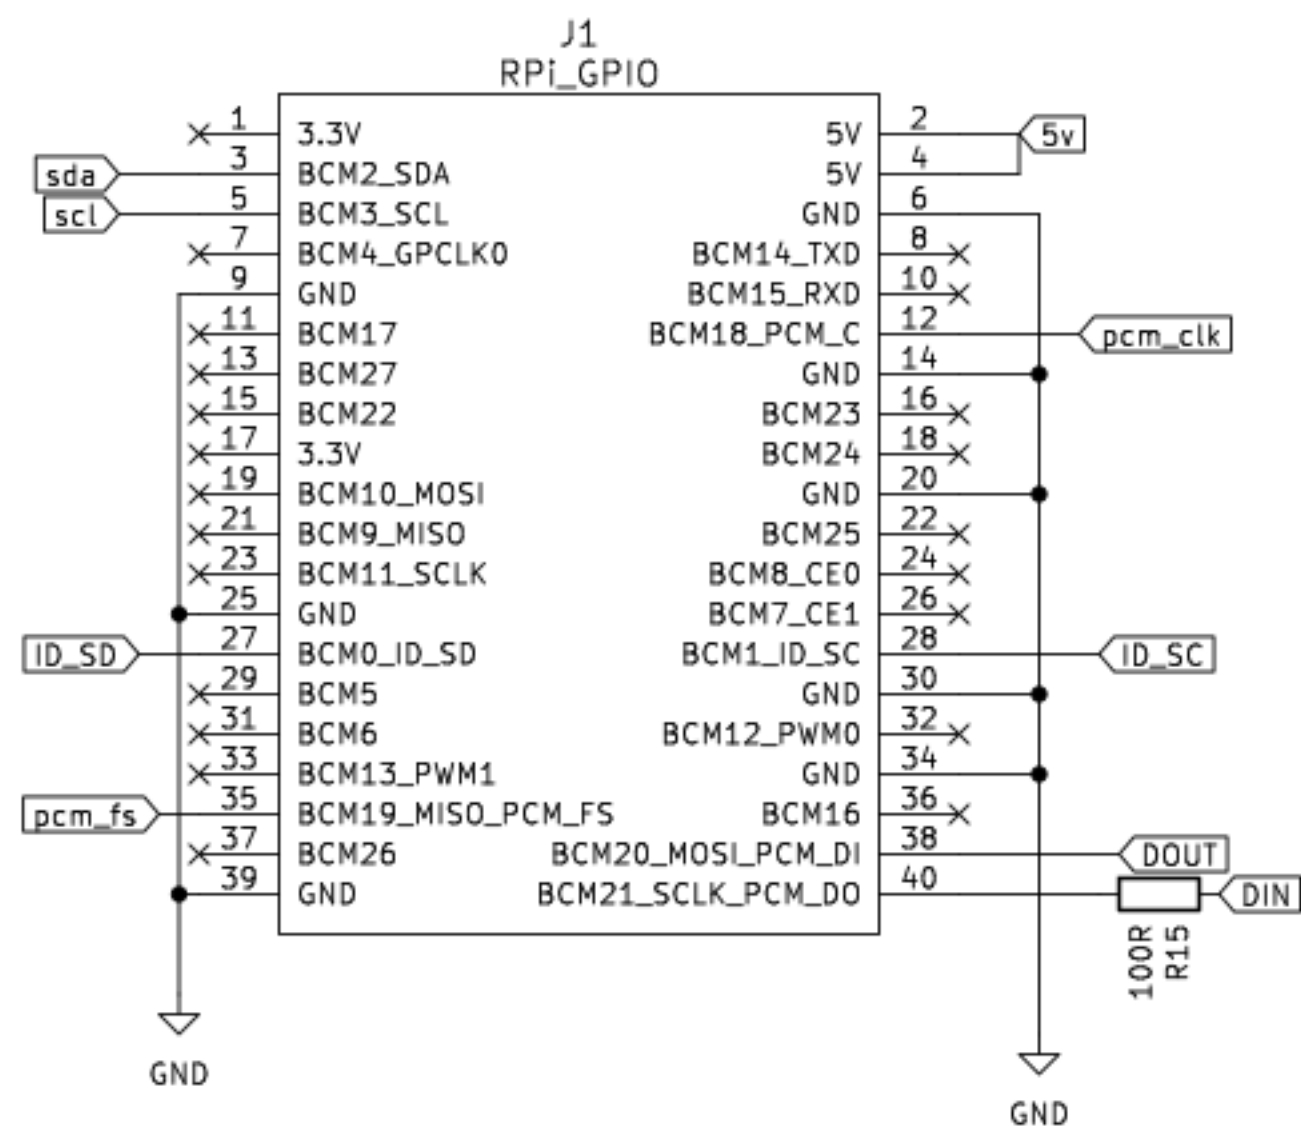 J1
RPi_GPIO
1 3.3V 5V 2 5v
sda 3 BCM2_SDA 5V 4
scl 5 BCM3_SCL GND 6
7 BCM4_GPCLK0 BCM14_TXD 8
9 GND BCM15_RXD 10
11 BCM17 BCM18_PCM_C 12 pcm_clk
13 BCM27 GND 14
15 BCM22 BCM23 16
17 3.3V BCM24 18
19 BCM10_MOSI GND 20
21 BCM9_MISO BCM25 22
23 BCM11_SCLK BCM8_CE0 24
25 GND BCM7_CE1 26
ID_SD 27 BCM0_ID_SD BCM1_ID_SC 28 ID_SC
29 BCM5 GND 30
31 BCM6 BCM12_PWM0 32
33 BCM13_PWM1 GND 34
pcm_fs 35 BCM19_MISO_PCM_FS BCM16 36
37 BCM26 BCM20_MOSI_PCM_DI 38 DOUT
39 GND BCM21_SCLK_PCM_DO 40 DIN
100R
R15
GND
GND